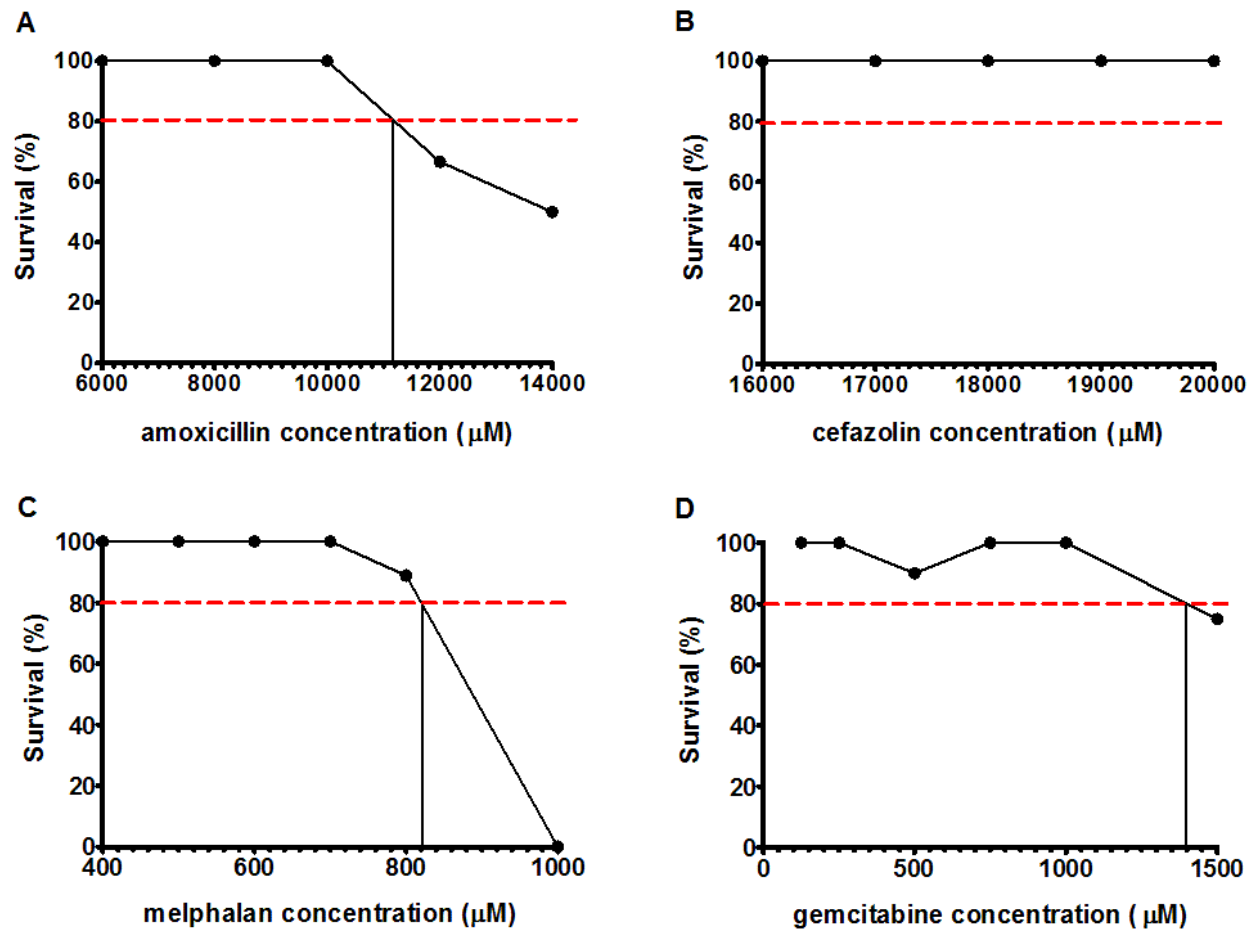 A
Survival (%)
100
80
60
40
20
0
6000 8000 10000 12000 14000
amoxicillin concentration (μM)
B
Survival (%)
100
80
60
40
20
0
16000 17000 18000 19000 20000
cefazolin concentration (μM)
C
Survival (%)
100
80
60
40
20
0
400 600 800 1000
melphalan concentration (μM)
D
Survival (%)
100
80
60
40
20
0
0 500 1000 1500
gemcitabine concentration ( μM)